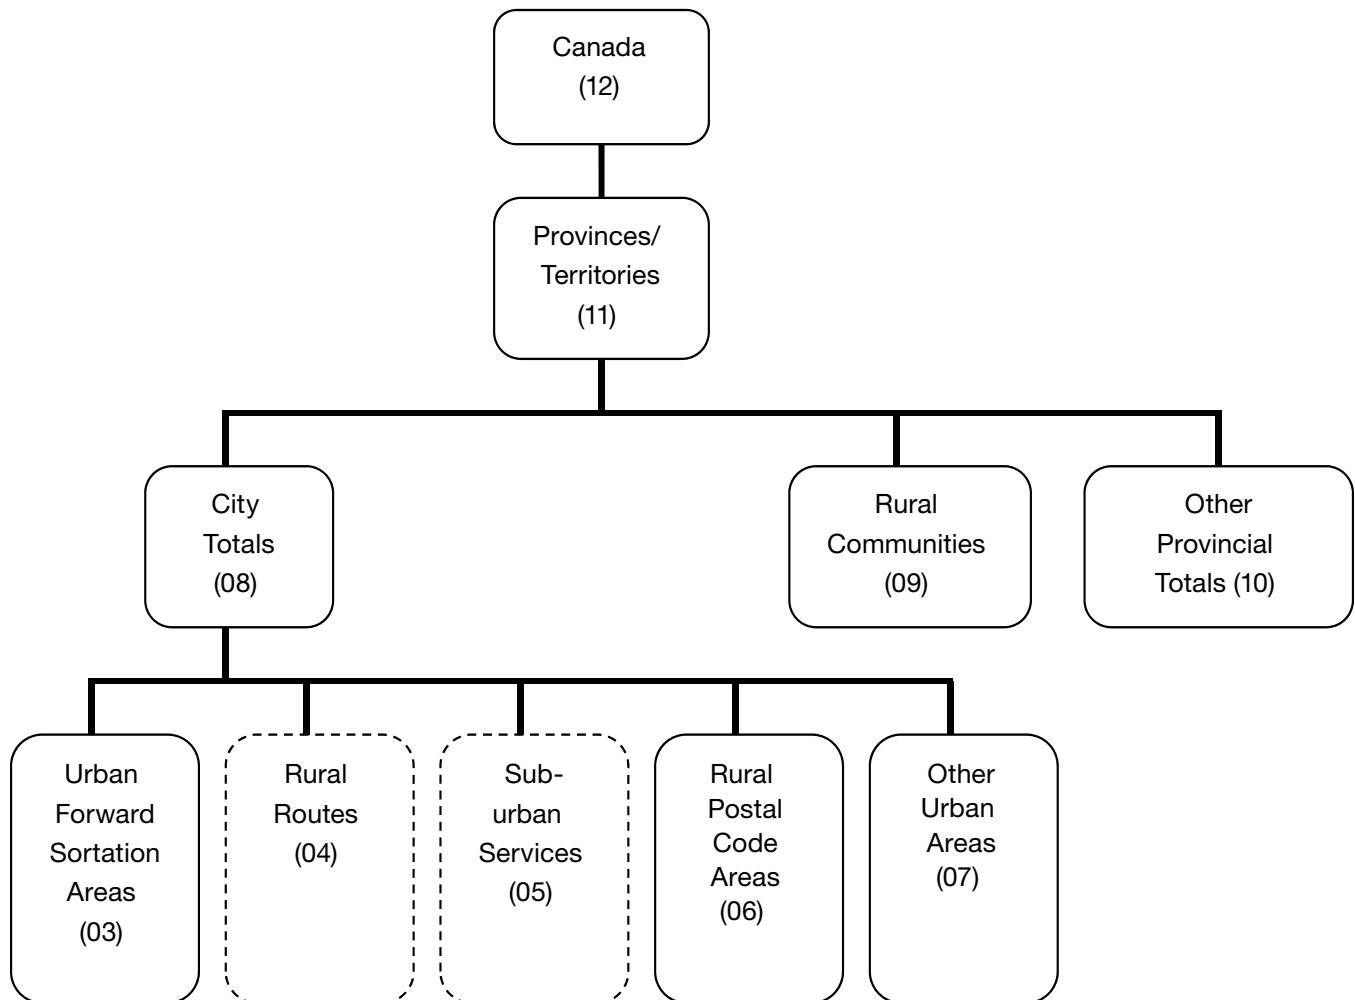 Canada
(12)
Provinces/
Territories
(11)
City
Totals
(08)
Rural
Communities
(09)
Other
Provincial
Totals (10)
Urban
Forward
Sortation
Areas
(03)
Rural
Routes
(04)
Sub-
urban
Services
(05)
Rural
Postal
Code
Areas
(06)
Other
Urban
Areas
(07)